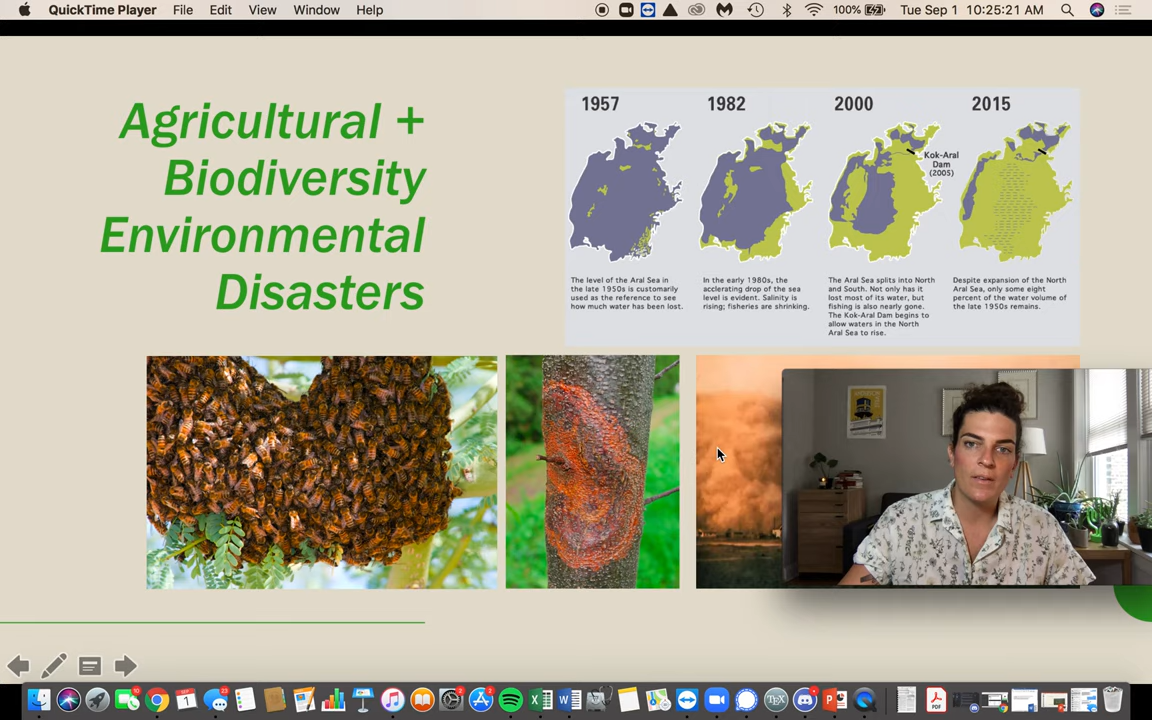 QuickTime Player File Edit View Window Help 100% Tue Sep 1 10:25:21 AM
Agricultural +
Biodiversity
Environmental
Disasters
1957
The level of the Aral Sea in
the late 1950s is customarily
used as the reference to see
how much water has been lost.
1982
In the early 1980s, the
acclerating drop of the sea
level is evident. Salinity is
rising; fisheries are shrinking.
2000
Kok-Aral
Dam
(2005)
The Aral Sea splits into North
and South. Not only has it
lost most of its water, but
fishing is also nearly gone.
The Kok-Aral Dam begins to
allow waters in the North
Aral Sea to rise.
2015
Despite expansion of the North
Aral Sea, only some eight
percent of the water volume of
the late 1950s remains.